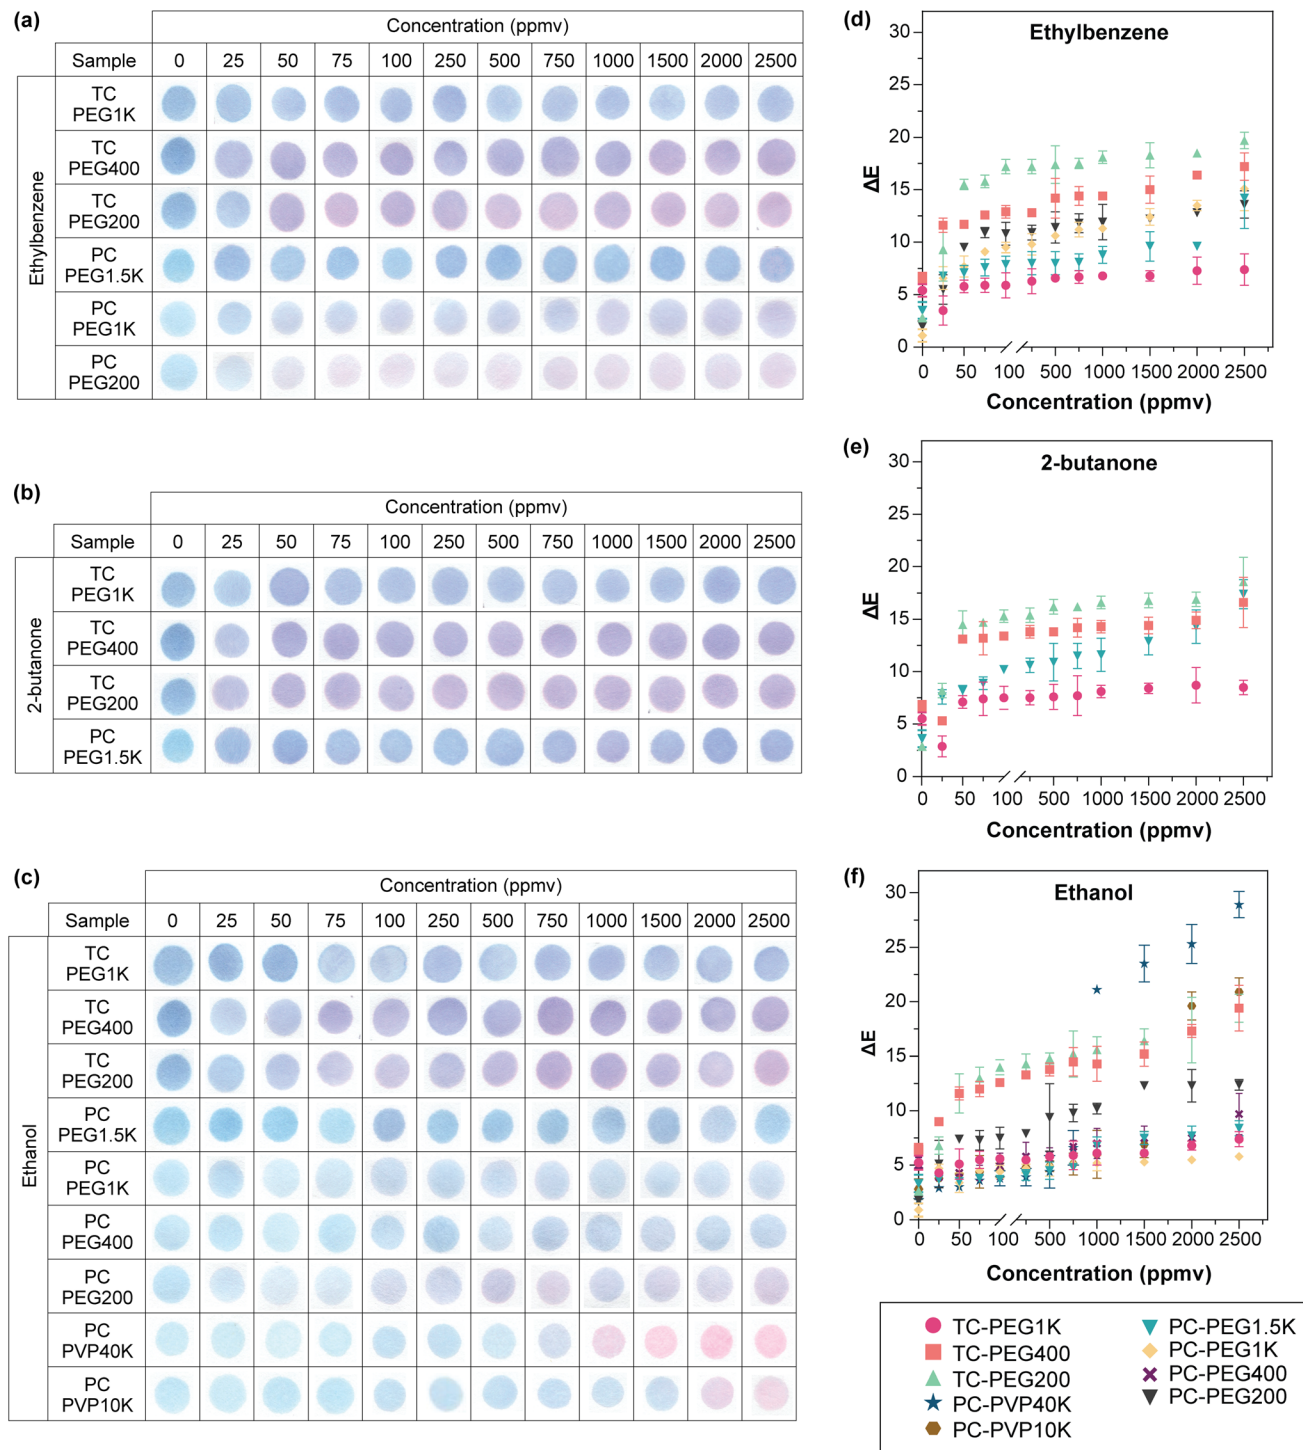 (a)
Concentration (ppmv)
Sample 0 25 50 75 100 250 500 750 1000 1500 2000 2500
Ethylbenzene
TC
PEG1K
TC
PEG400
TC
PEG200
PC
PEG1.5K
PC
PEG1K
PC
PEG200
(d)
Ethylbenzene
ΔE
30
25
20
15
10
5
0
0 50 100 500 1000 1500 2000 2500
Concentration (ppmv)
(b)
Concentration (ppmv)
Sample 0 25 50 75 100 250 500 750 1000 1500 2000 2500
2-butanone
TC
PEG1K
TC
PEG400
TC
PEG200
PC
PEG1.5K
(e)
2-butanone
ΔE
30
25
20
15
10
5
0
0 50 100 500 1000 1500 2000 2500
Concentration (ppmv)
(c)
Concentration (ppmv)
Sample 0 25 50 75 100 250 500 750 1000 1500 2000 2500
Ethanol
TC
PEG1K
TC
PEG400
TC
PEG200
PC
PEG1.5K
PC
PEG1K
PC
PEG400
PC
PEG200
PC
PVP40K
PC
PVP10K
(f)
Ethanol
ΔE
30
25
20
15
10
5
0
0 50 100 500 1000 1500 2000 2500
Concentration (ppmv)
TC-PEG1K
TC-PEG400
TC-PEG200
PC-PVP40K
PC-PVP10K
PC-PEG1.5K
PC-PEG1K
PC-PEG400
PC-PEG200